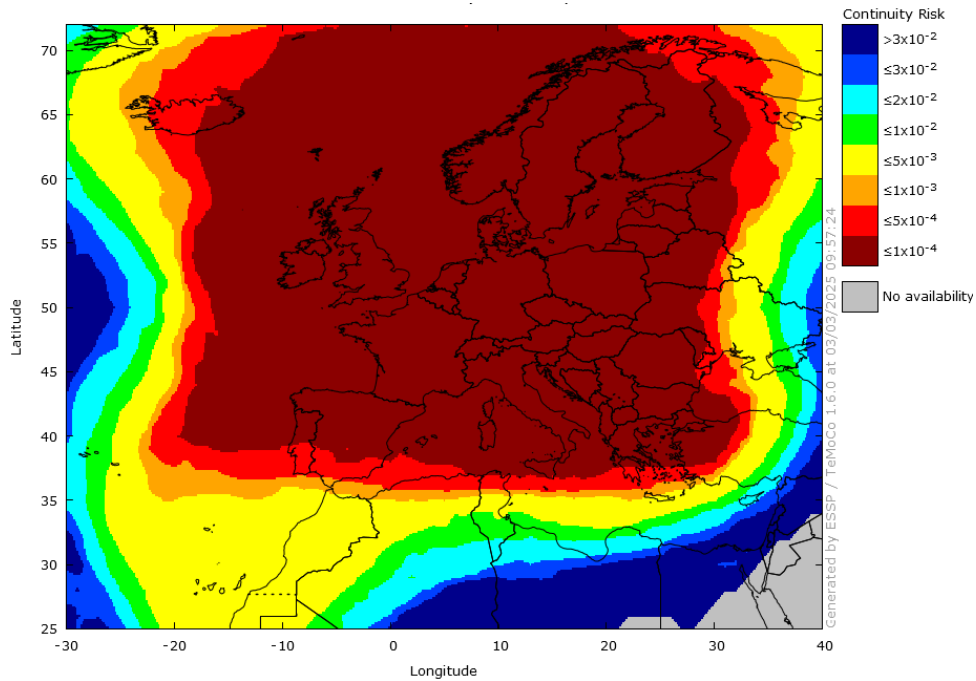 Continuity Risk
>3x10-2
≤3x10-2
≤2x10-2
≤1x10-2
≤5x10-3
≤1x10-3
≤5x10-4
≤1x10-4
No availability
Generated by ESSP / TeMoCo 1.6.0 at 03/03/2025 09:57:24
Latitude
70
65
60
55
50
45
40
35
30
25
-30
-20
-10
0
10
20
30
40
Longitude